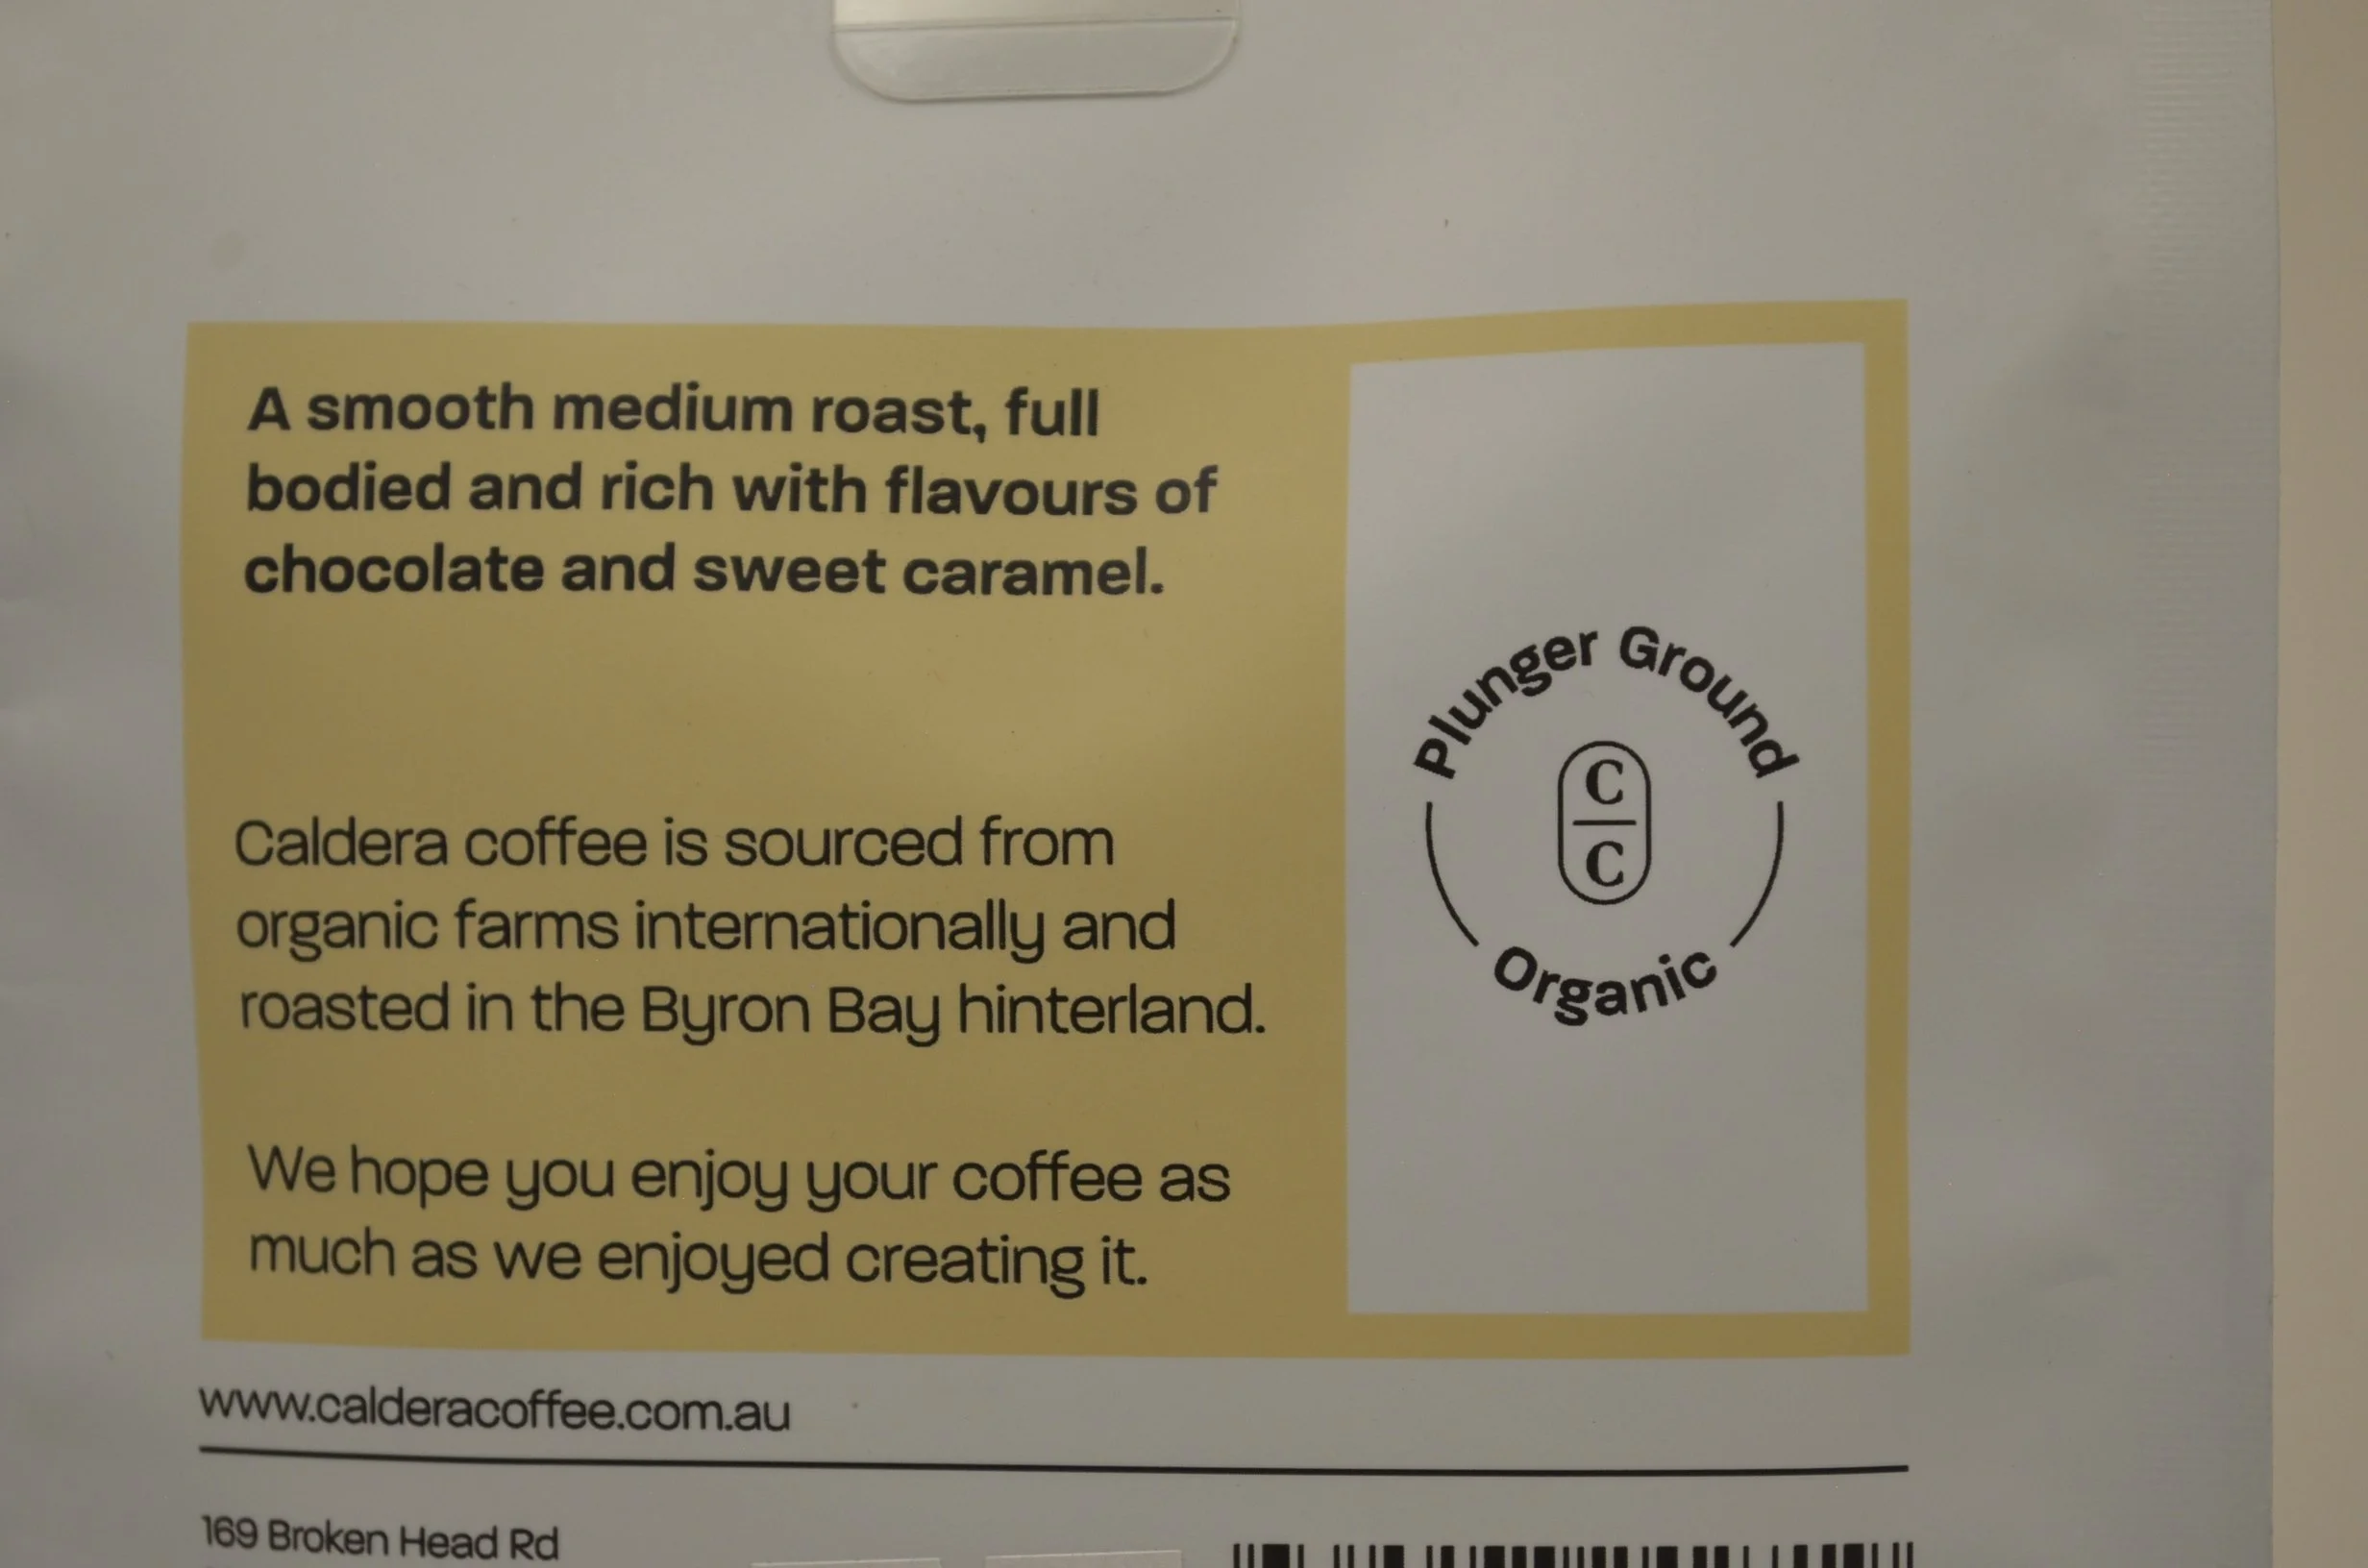 A smooth medium roast, full
bodied and rich with flavours of
chocolate and sweet caramel.
Caldera coffee is sourced from
organic farms internationally and
roasted in the Byron Bay hinterland.
We hope you enjoy your coffee as
much as we enjoyed creating it.
Plunger Ground
C
C
Organic
www.calderacoffee.com.au
169 Broken Head Rd